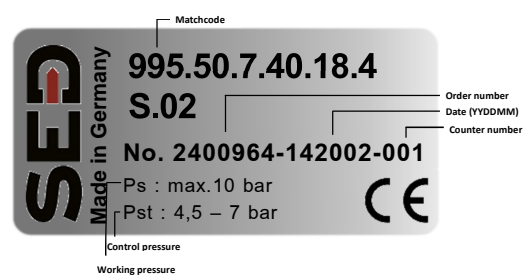 Matchcode
SED
Made in Germany
995.50.7.40.18.4
S.02
Order number
Date (YYDDMM)
Counter number
No. 2400964-142002-001
Ps : max.10 bar
Pst : 4,5 – 7 bar
CE
Control pressure
Working pressure